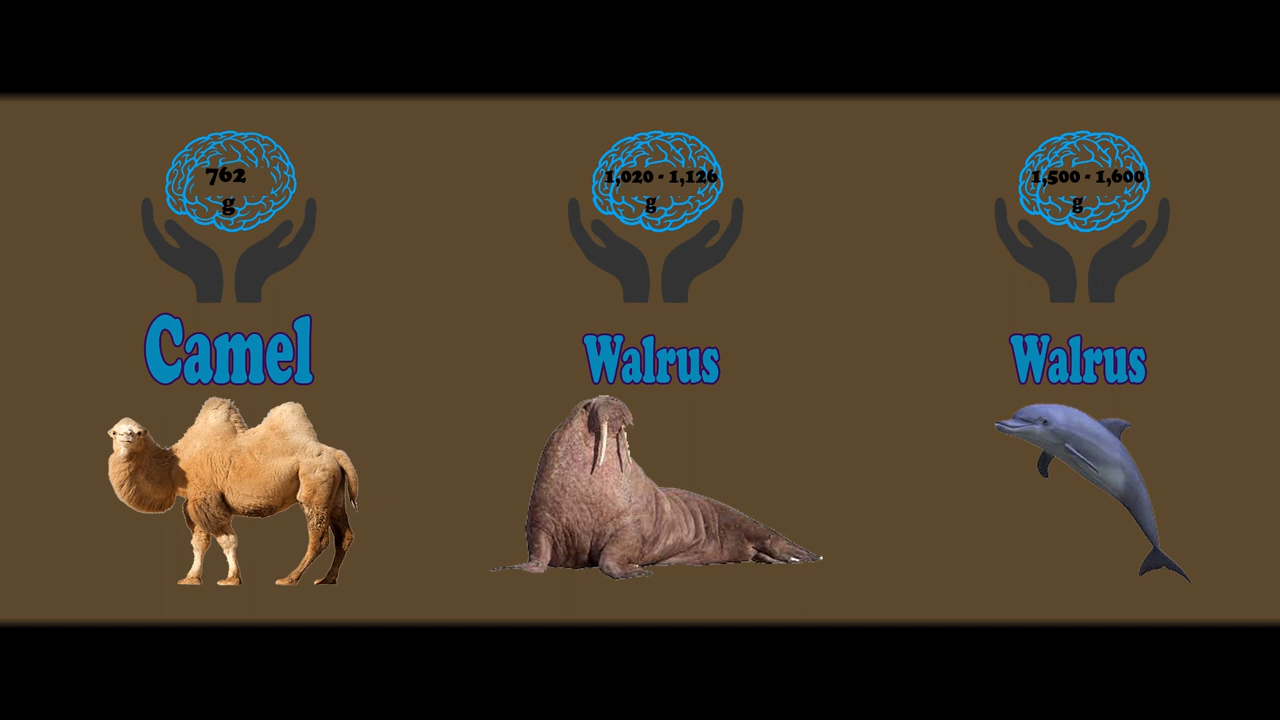 762
g
1,020 - 1,126
g
1,500 - 1,600
g
Camel
Walrus
Walrus